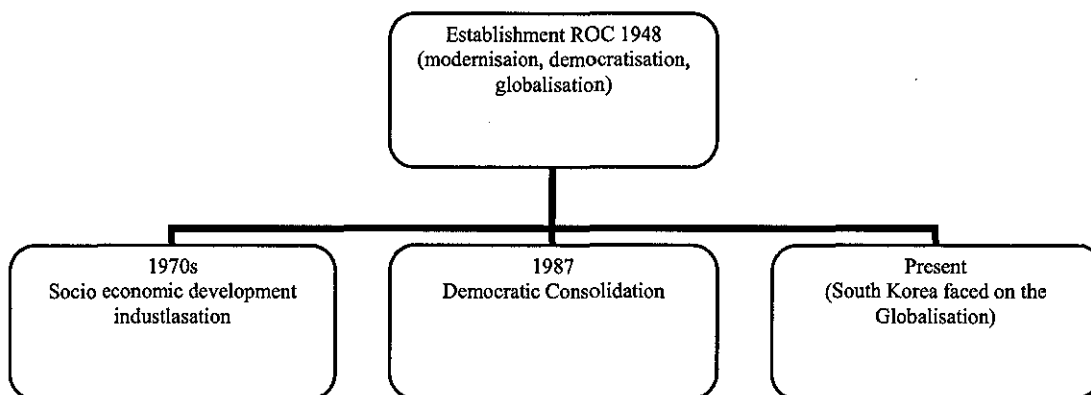 Establishment ROC 1948
(modernisaion, democratisation,
globalisation)
1970s
Socio economic development
industlasation
1987
Democratic Consolidation
Present
(South Korea faced on the
Globalisation)